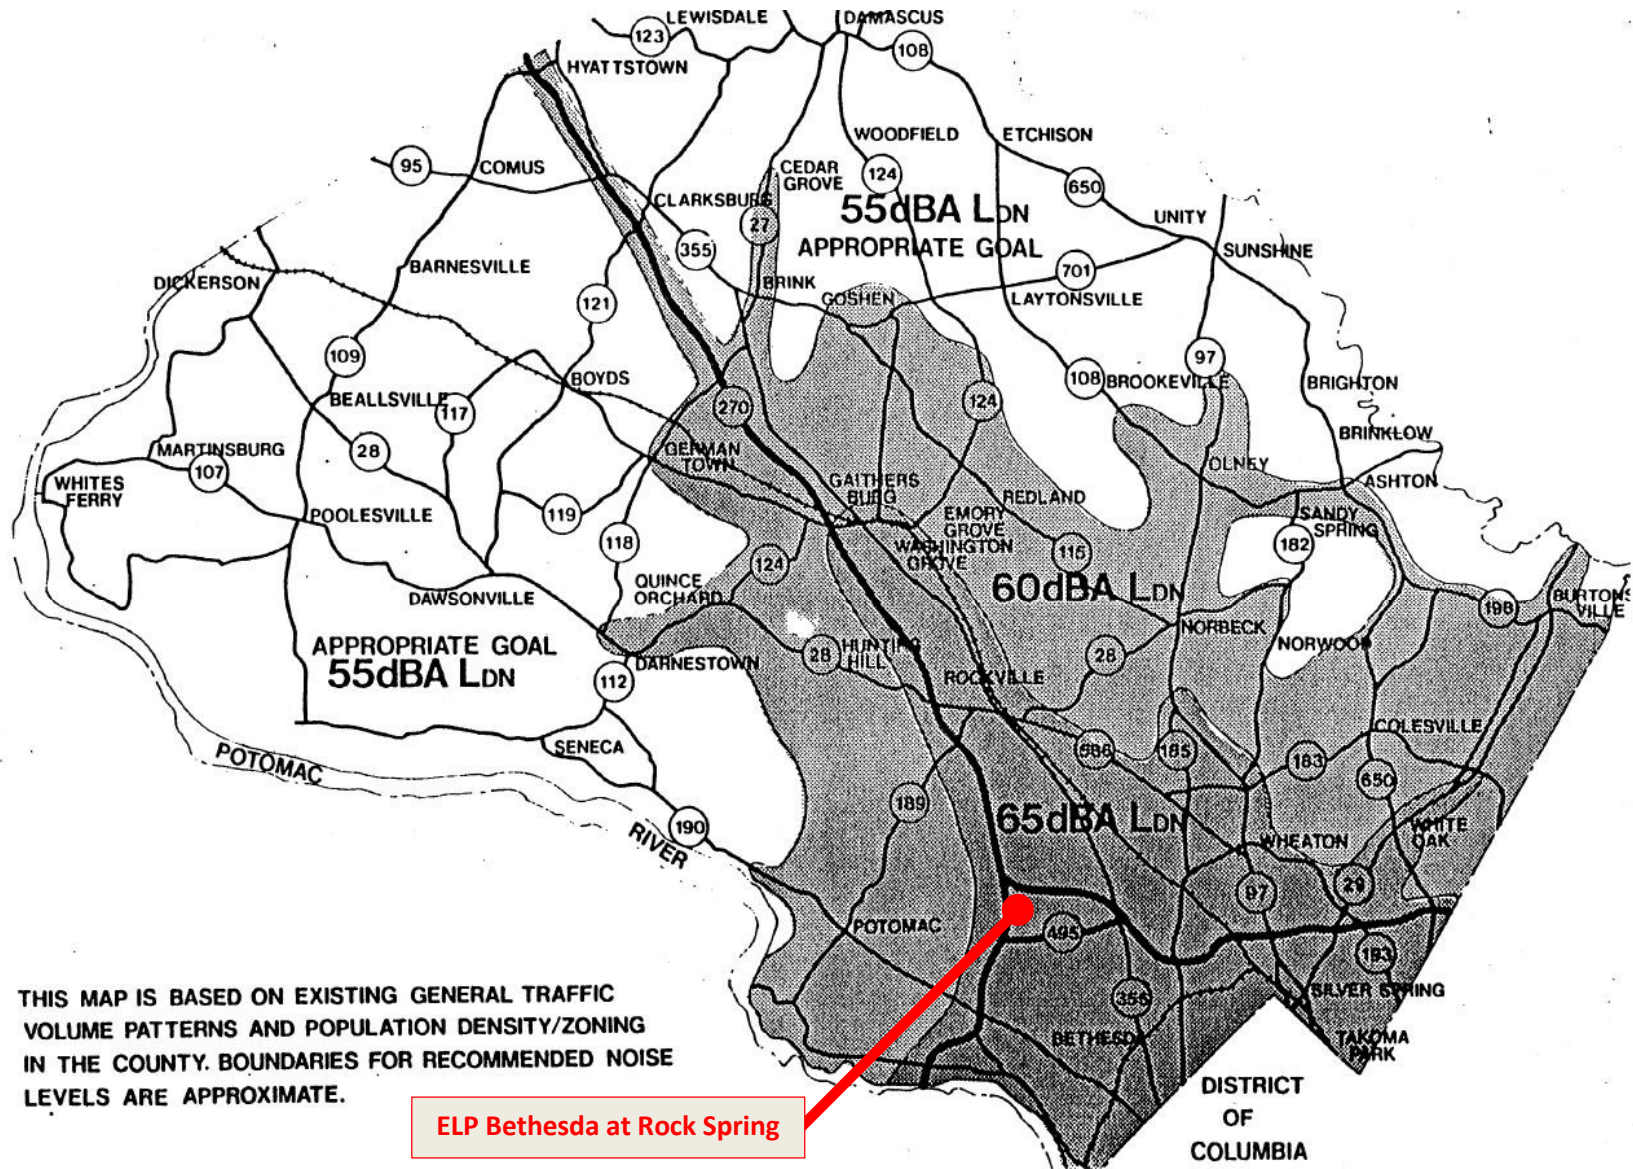 LEWISDALE
DAMASCUS
123
108
HYATTSTOWN
WOODFIELD
ETCHISON
95
COMUS
CEDAR
GROVE
124
650
CLARKSBURG
55dBA LDN
APPROPRIATE GOAL
27
UNITY
355
SUNSHINE
BARNESVILLE
701
DICKERSON
BRINK
GOSHEN
LAYTONSVILLE
121
109
97
BOYDS
108
BROOKEVILLE
BRIGHTON
BEALLSVILLE
117
270
124
BRINKLOW
MARTINSBURG
28
GERMAN
TOWN
OLNEY
107
WHITES
FERRY
GAITHERS
BURG
REDLAND
ASHTON
POOLESVILLE
119
EMORY
GROVE
SANDY
SPRING
118
WASHINGTON
GROVE
115
182
124
QUINCE
ORCHARD
60dBA LDN
DAWSONVILLE
198
BURTONS
VILLE
APPROPRIATE GOAL
55dBA LDN
NORBECK
NORWOOD
28
HUNTING
HILL
28
DARNESTOWN
112
ROCKVILLE
COLESVILLE
SENECA
586
185
183
POTOMAC
650
189
65dBA LDN
190
RIVER
WHEATON
WHITE
OAK
97
29
POTOMAC
495
193
355
SILVER SPRING
BETHESDA
TAKOMA
PARK
THIS MAP IS BASED ON EXISTING GENERAL TRAFFIC
VOLUME PATTERNS AND POPULATION DENSITY/ZONING
IN THE COUNTY. BOUNDARIES FOR RECOMMENDED NOISE
LEVELS ARE APPROXIMATE.
DISTRICT
OF
COLUMBIA
ELP Bethesda at Rock Spring